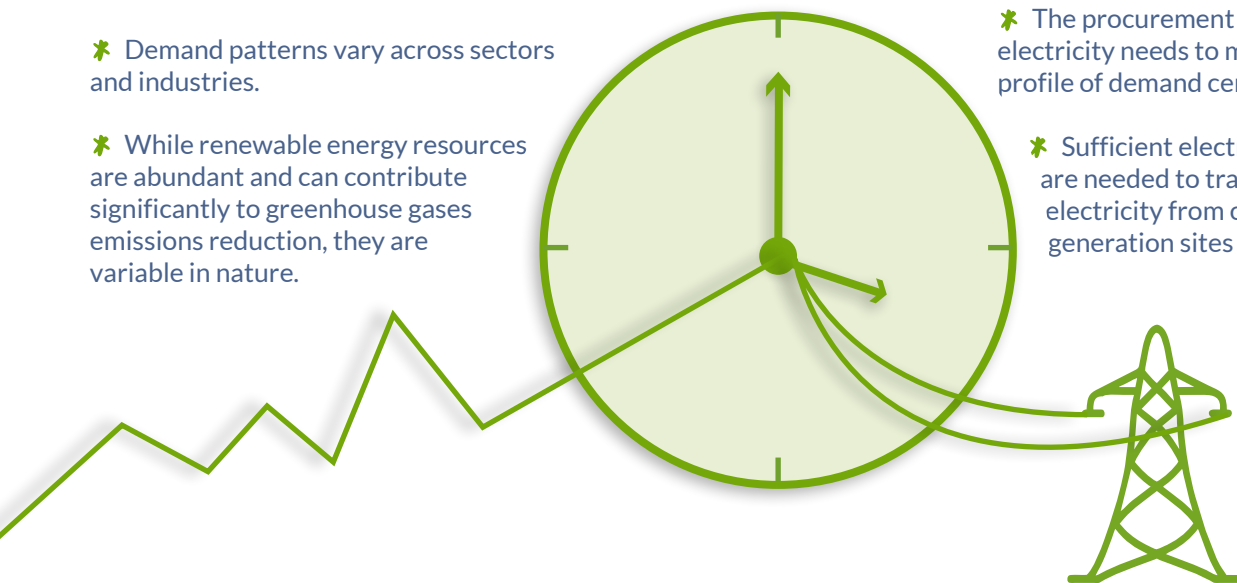 * Demand patterns vary across sectors
and industries.
* While renewable energy resources
are abundant and can contribute
significantly to greenhouse gases
emissions reduction, they are
variable in nature.
* The procurement
electricity needs to
profile of demand
* Sufficient
are needed to
electricity from
generation sites